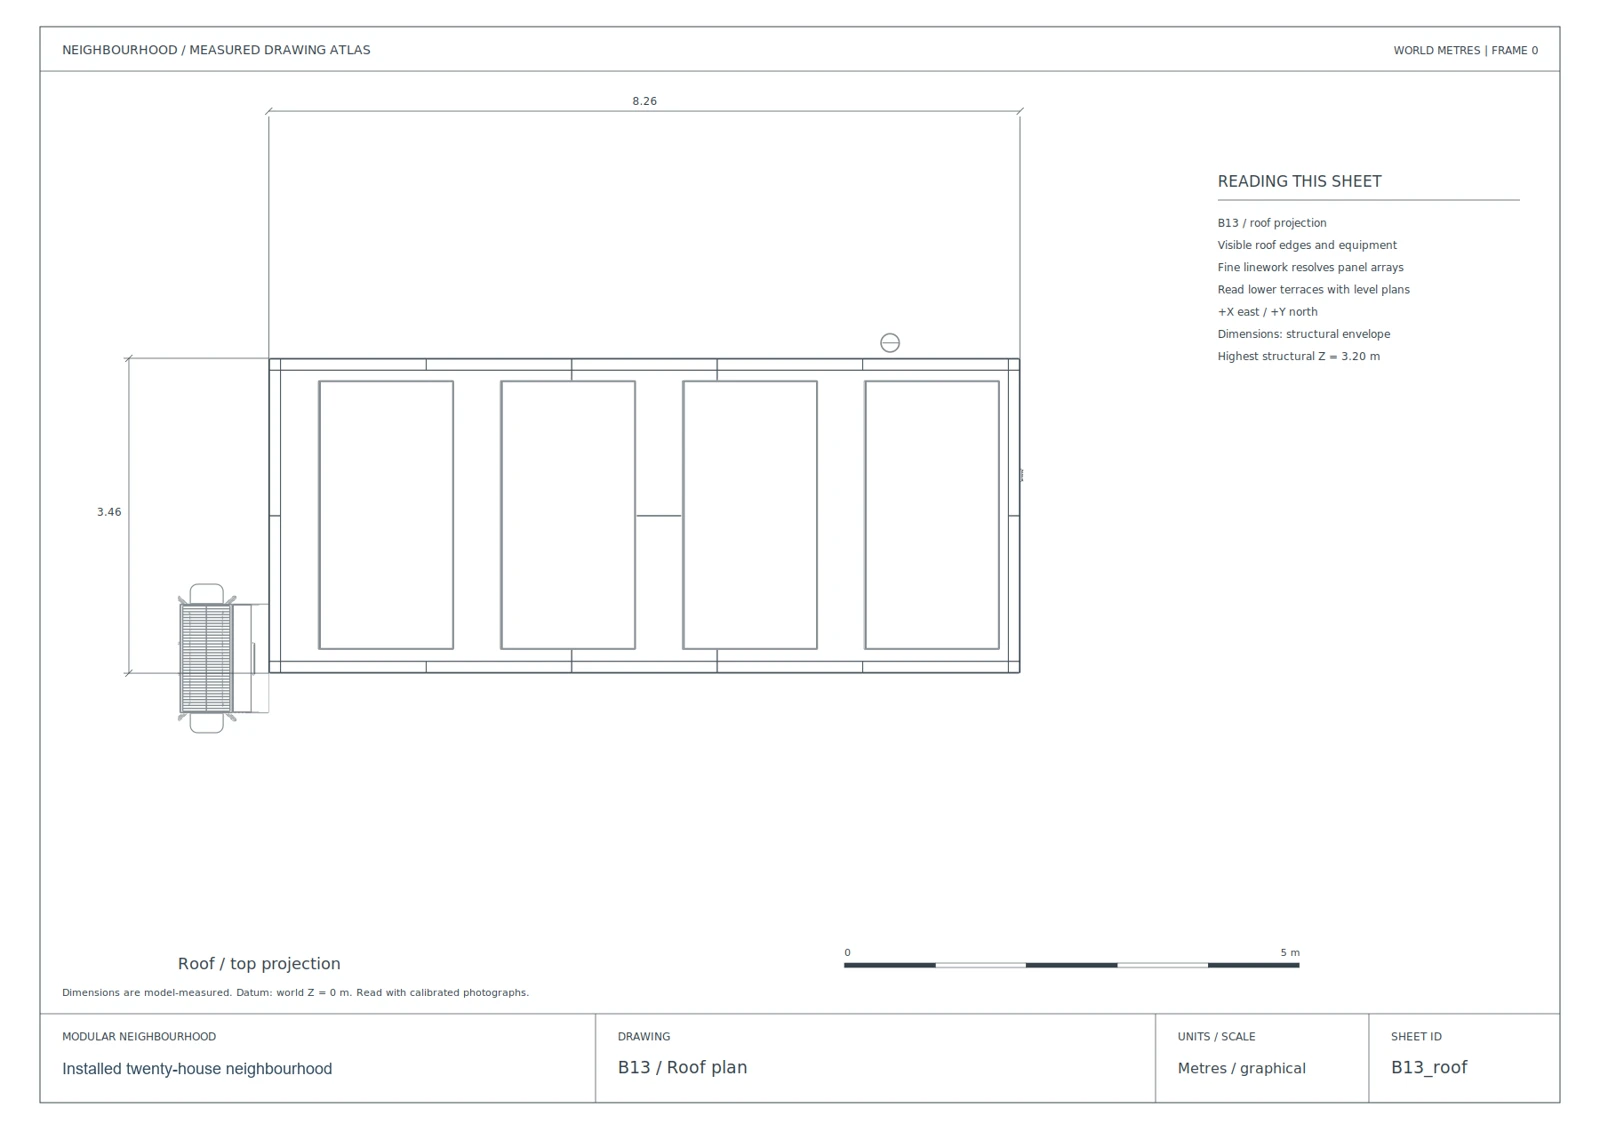 NEIGHBOURHOOD / MEASURED DRAWING ATLAS
WORLD METRES | FRAME 0
8.26
READING THIS SHEET
B13 / roof projection
Visible roof edges and equipment
Fine linework resolves panel arrays
Read lower terraces with level plans
+X east / +Y north
Dimensions: structural envelope
Highest structural Z = 3.20 m
3.46
0
5 m
Roof / top projection
Dimensions are model-measured. Datum: world Z = 0 m. Read with calibrated photographs.
MODULAR NEIGHBOURHOOD
Installed twenty-house neighbourhood
DRAWING
B13 / Roof plan
UNITS / SCALE
Metres / graphical
SHEET ID
B13_roof